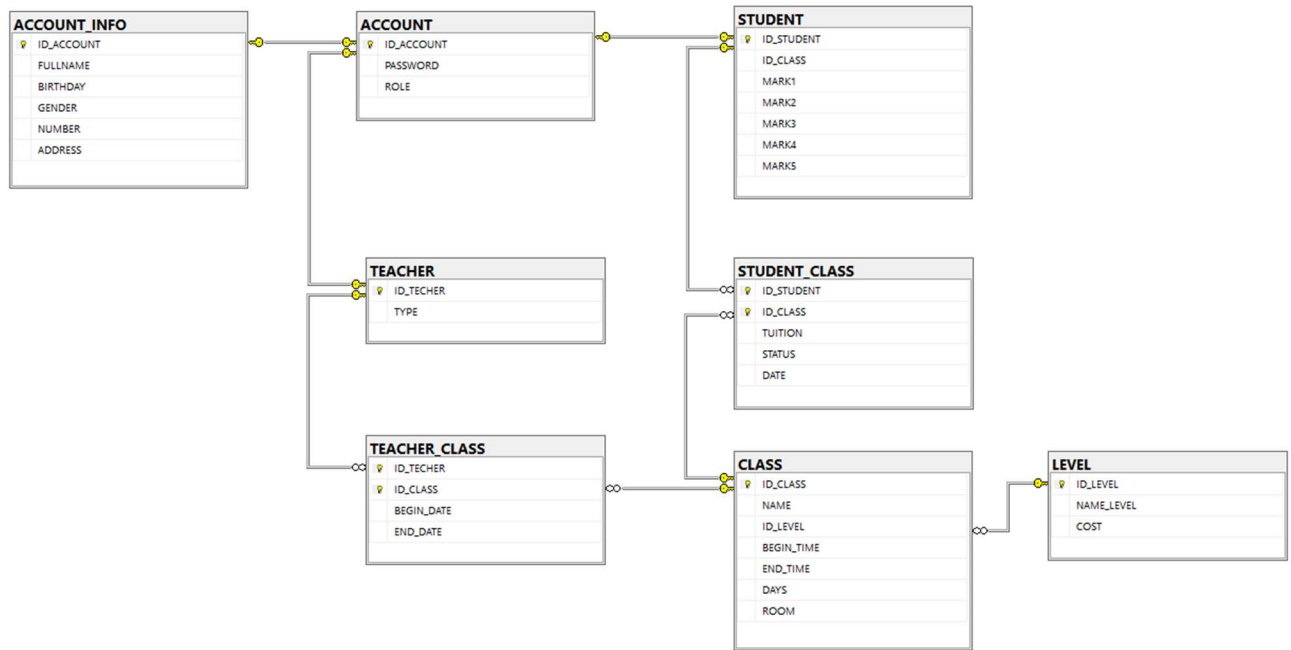 ACCOUNT_INFO
ID_ACCOUNT
FULLNAME
BIRTHDAY
GENDER
NUMBER
ADDRESS
ACCOUNT
ID_ACCOUNT
PASSWORD
ROLE
STUDENT
ID_STUDENT
ID_CLASS
MARK1
MARK2
MARK3
MARK4
MARK5
TEACHER
ID_TECHER
TYPE
STUDENT_CLASS
ID_STUDENT
ID_CLASS
TUITION
STATUS
DATE
TEACHER_CLASS
ID_TECHER
ID_CLASS
BEGIN_DATE
END_DATE
CLASS
ID_CLASS
NAME
ID_LEVEL
BEGIN_TIME
END_TIME
DAYS
ROOM
LEVEL
ID_LEVEL
NAME_LEVEL
COST